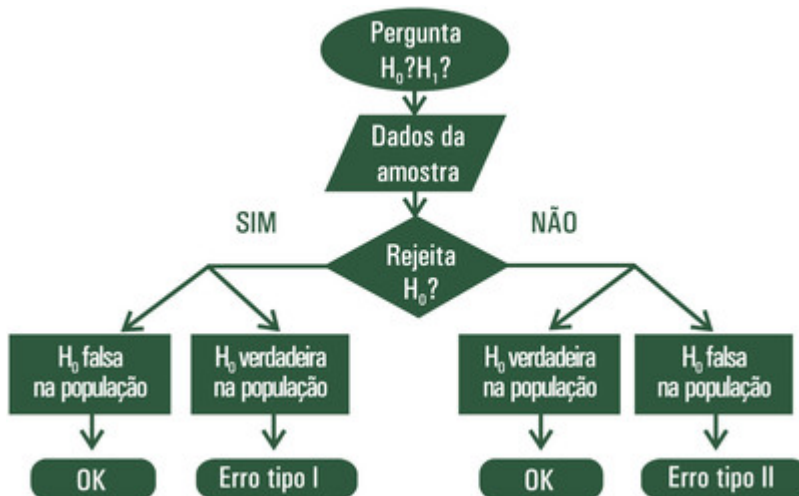 Pergunta
H₀?H₁?
Dados da
amostra
SIM
NÃO
Rejeita
H₀?
H₀ falsa
na população
H₀ verdadeira
na população
H₀ verdadeira
na população
H₀ falsa
na população
OK
Erro tipo I
OK
Erro tipo II